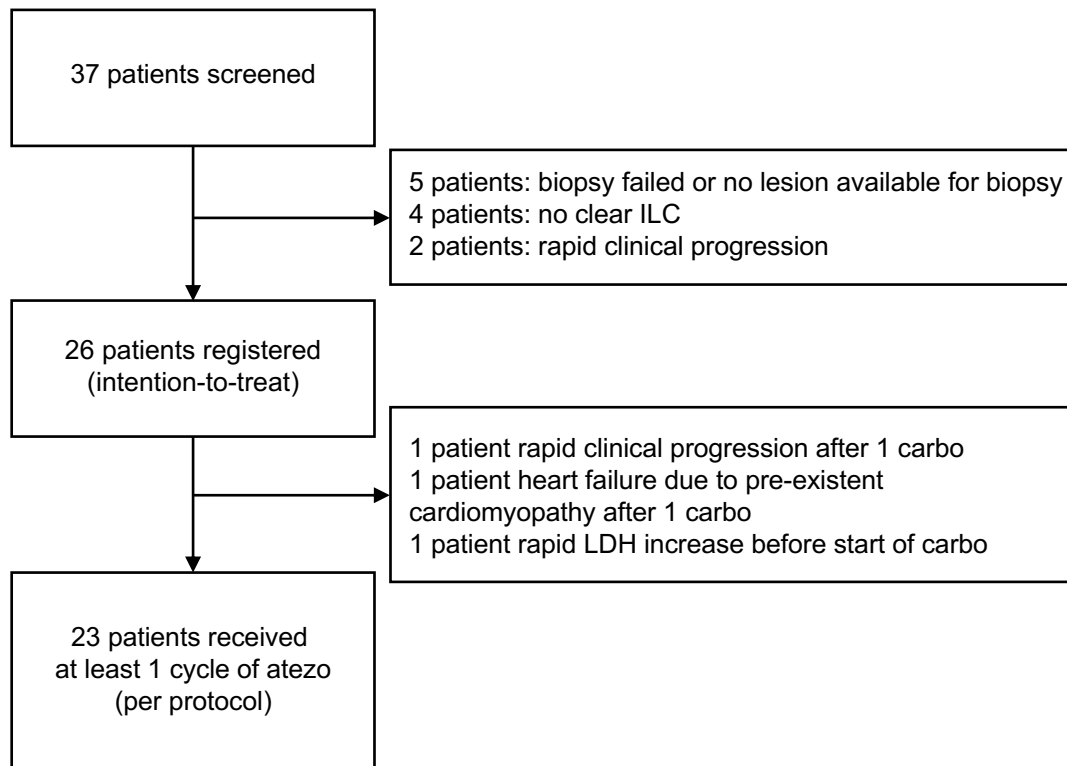 37 patients screened
5 patients: biopsy failed or no lesion available for biopsy
4 patients: no clear ILC
2 patients: rapid clinical progression
26 patients registered
(intention-to-treat)
1 patient rapid clinical progression after 1 carbo
1 patient heart failure due to pre-existent
cardiomyopathy after 1 carbo
1 patient rapid LDH increase before start of carbo
23 patients received
at least 1 cycle of atezo
(per protocol)